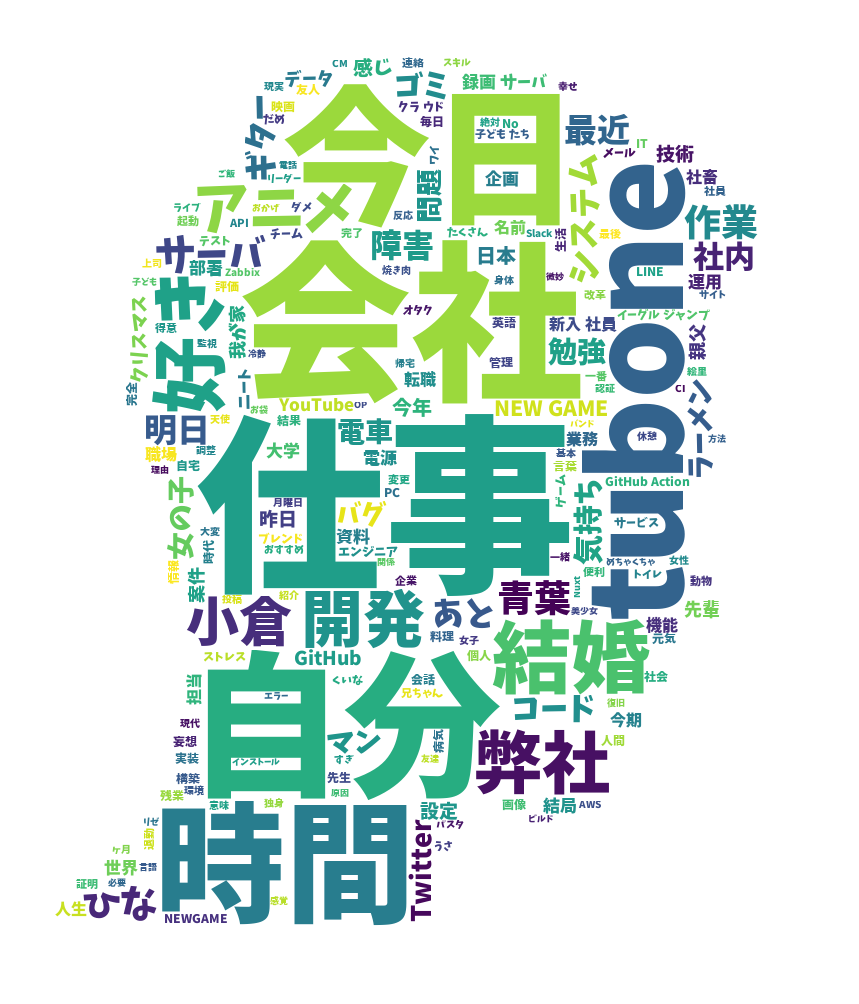 CM
感じ
連絡
スキル
データ
現実
友人
ゴミ
録画 サーバ
幸せ
映画
クラウド
だめ
ギター
毎日
絶対
No
子ども たち
最近
IT
メール
技術
今日
ご飯
電話
リーダー
ワイ
企画
社畜
社員
アニメ
問題
ライブ
起動
API
おかげ
ダメ
反応
名前
たくさん
Slack
生活
システム
最後
作業
テスト
チーム
完了
障害
サーバ
上司
部署
Zabbix
焼き肉
日本
身体
微妙
LINE
社内
運用
サイト
子ども
評価
会社
改革
tubone
クリスマス
好き
得意
我が家
オタク
英語
新入 社員
イーグル ジャンプ
監視
冷静
勉強
親父
完全
ニート
帰宅
転職
管理
一番
認証
絵里
CI
YouTube
OP
今年
NEW GAME
お袋
天使
結果
バンド
明日
電車
業務
休憩
ラーメン
方法
職場
調整
大学
電源
基本
言葉
理由
自宅
仕事
変更
PC
ゲーム
GitHub Action
女の子
月曜日
昨日
バグ
気持ち
サービス
大変
時代
ブレンド
おすすめ
資料
エンジニア
関係
一緒
めちゃくちゃ
女性
情報
案件
便利
トイレ
動物
企業
Nuxt
投稿
紹介
青葉
美少女
小倉
開発
あと
先輩
機能
料理
女子
結婚
元気
ストレス
GitHub
個人
担当
くいな
会話
兄ちゃん
社会
エラー
自分
コード
復旧
今期
現代
妄想
マン
病気
弊社
人間
実装
インストール
すぎ
友達
構築
先生
環境
残業
原因
意味
独身
設定
画像
結局
AWS
ビルド
リゼ
退勤
時間
パスタ
うさ
ヶ月
世界
言語
証明
必要
Twitter
感覚
人生
ひな
NEWGAME